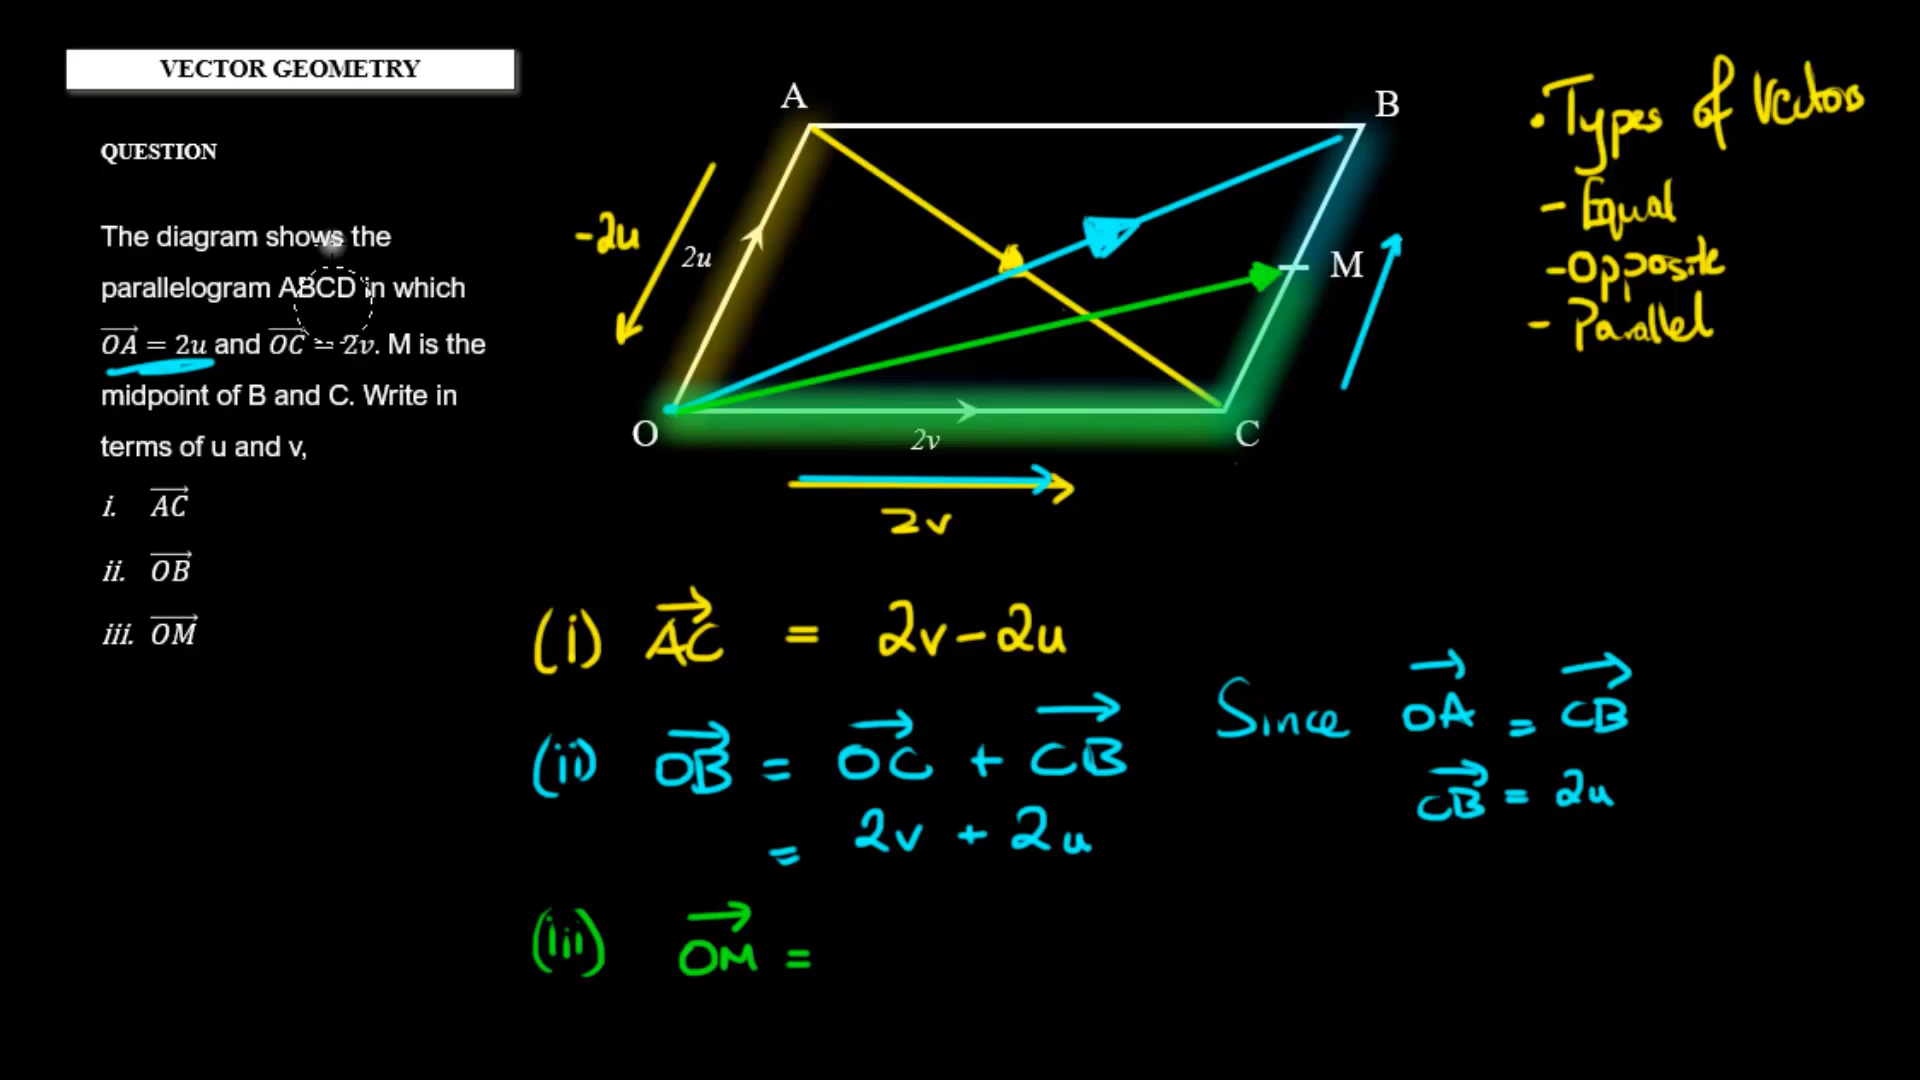 VECTOR GEOMETRY
QUESTION
The diagram shows the
parallelogram ABCD in which
OA = 2u and OC = 2v. M is the
midpoint of B and C. Write in
terms of u and v,
i. AC
ii. OB
iii. OM
A
B
-2u
2u
M
O
2v
C
2v
• Types of Vectors
- Equal
- Opposite
- Parallel
(i) AC = 2v - 2u
(ii) OB = OC + CB
= 2v + 2u
Since OA = CB
CB = 2u
(iii) OM =